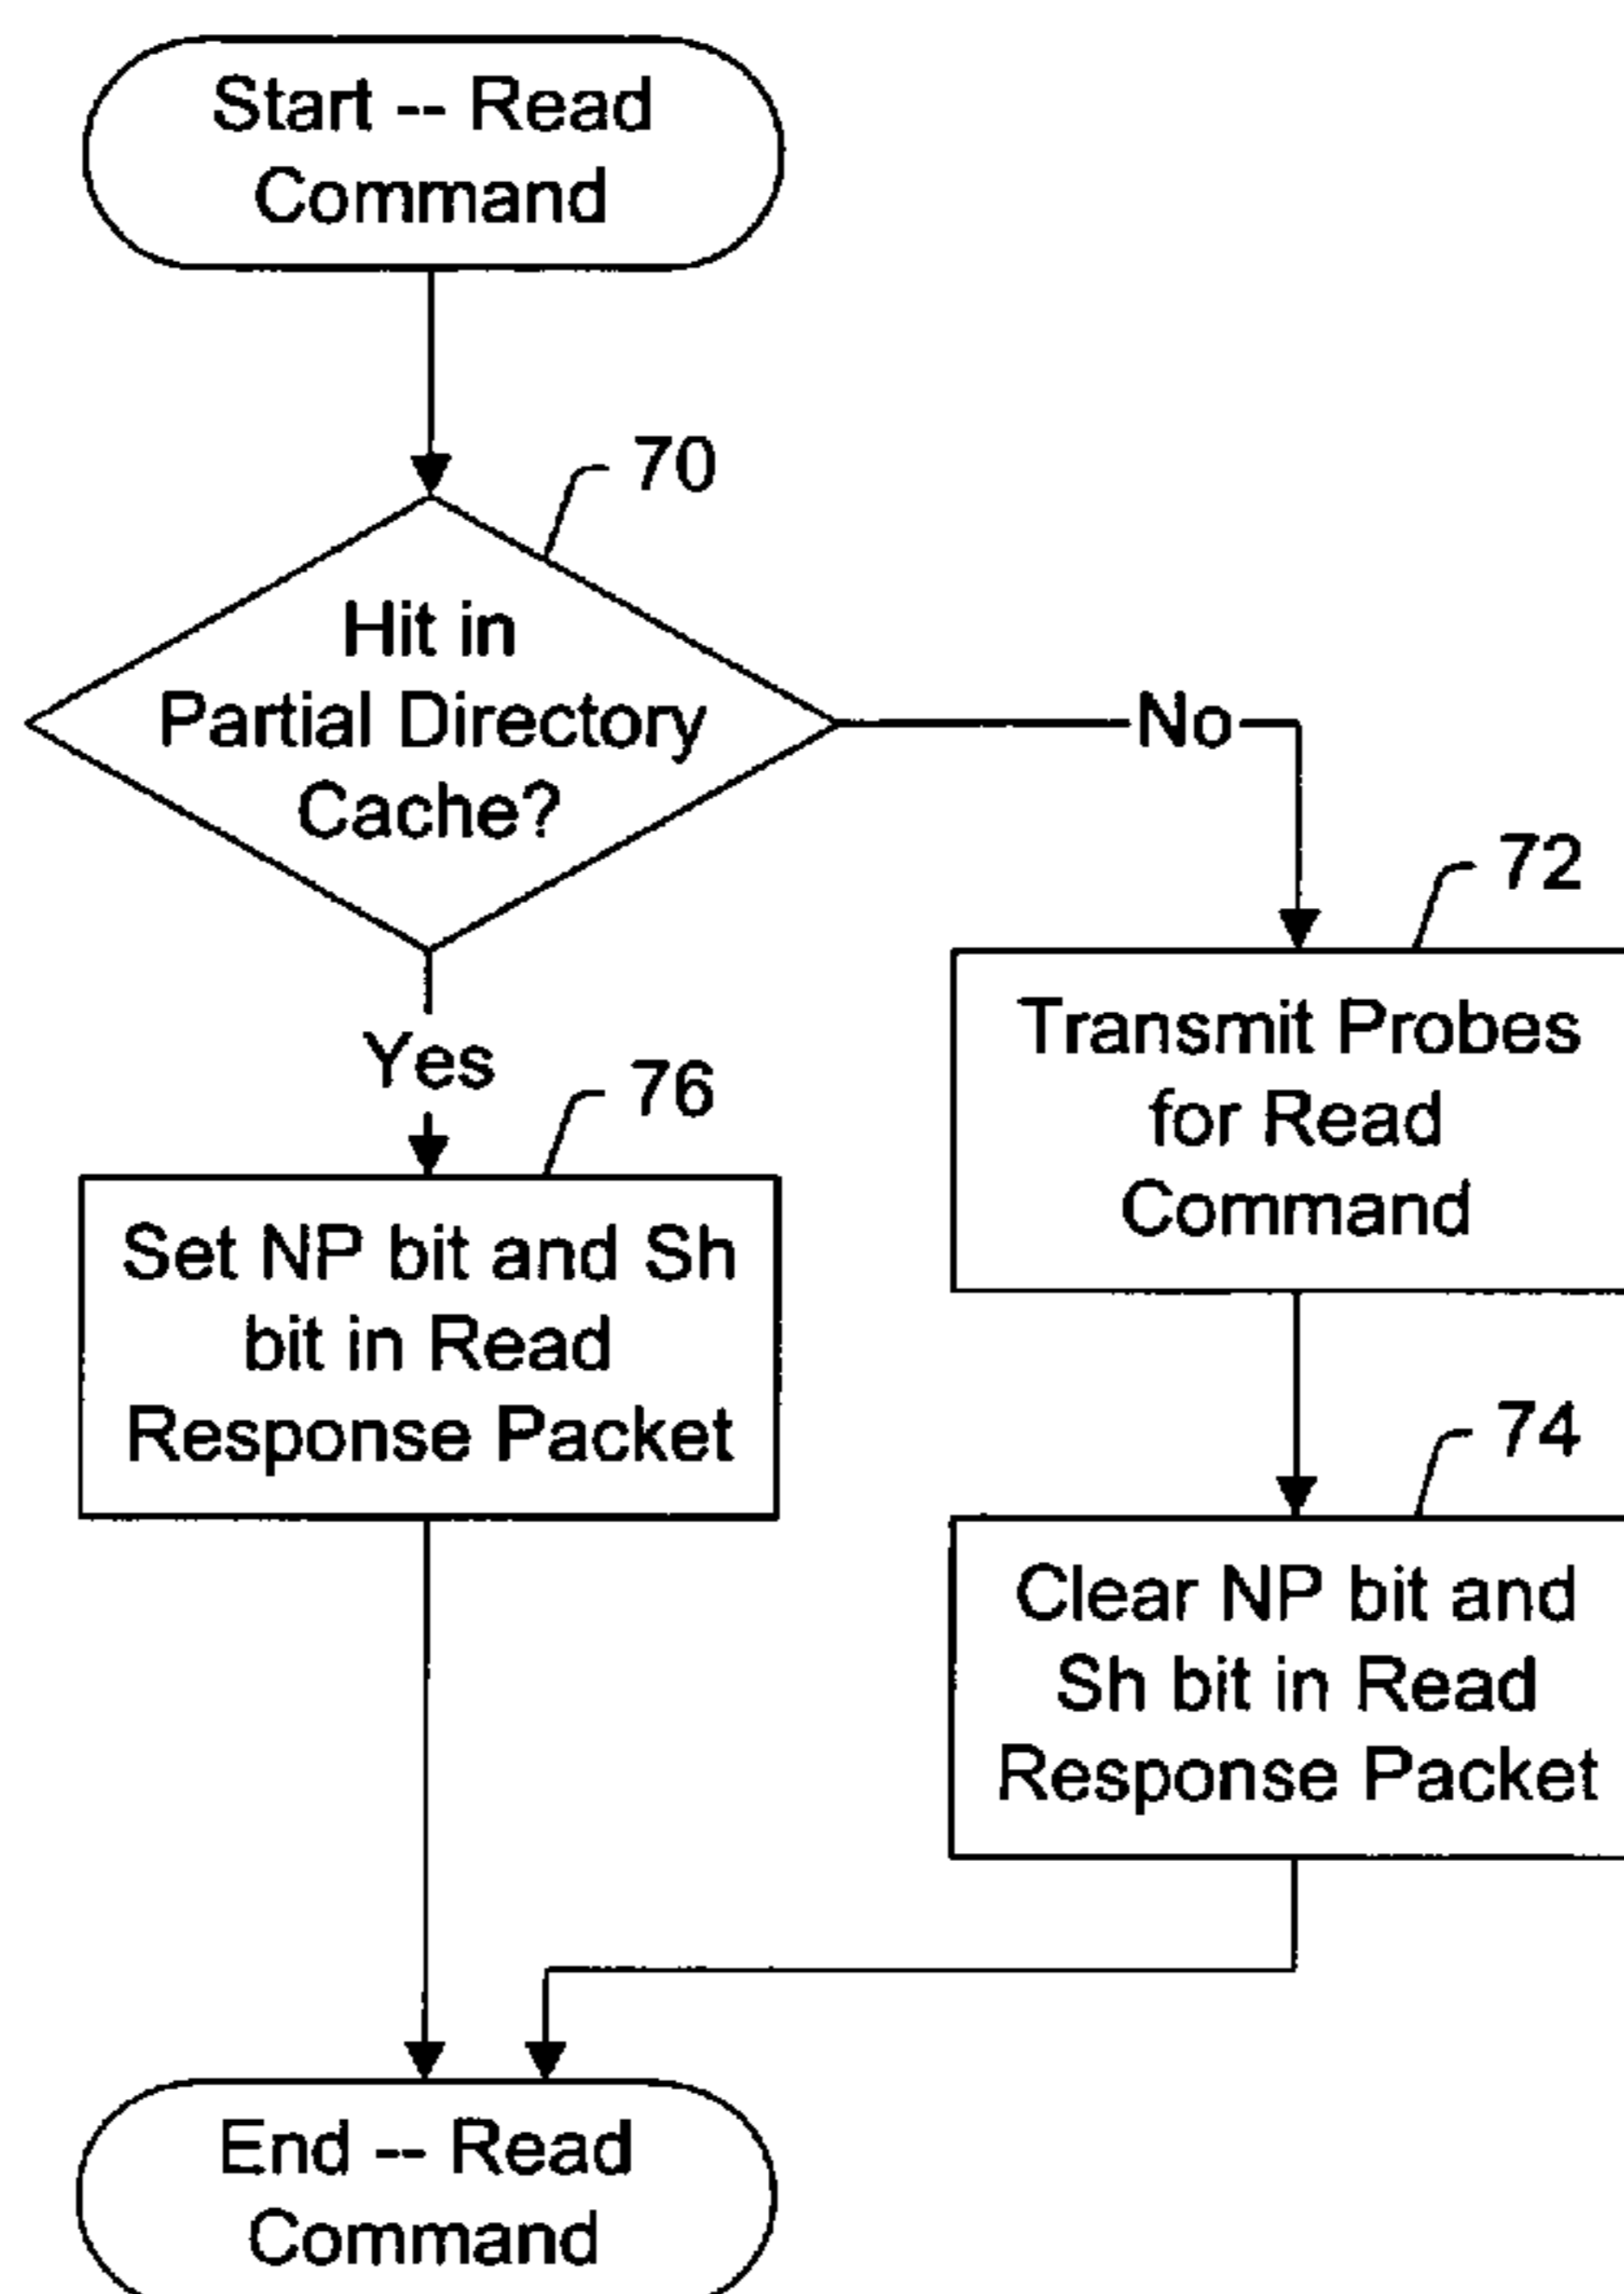 Start -- Read
Command
70
Hit in
Partial Directory
Cache?
No
72
Transmit Probes
for Read
Command
Yes
76
Set NP bit and Sh
bit in Read
Response Packet
74
Clear NP bit and
Sh bit in Read
Response Packet
End -- Read
Command